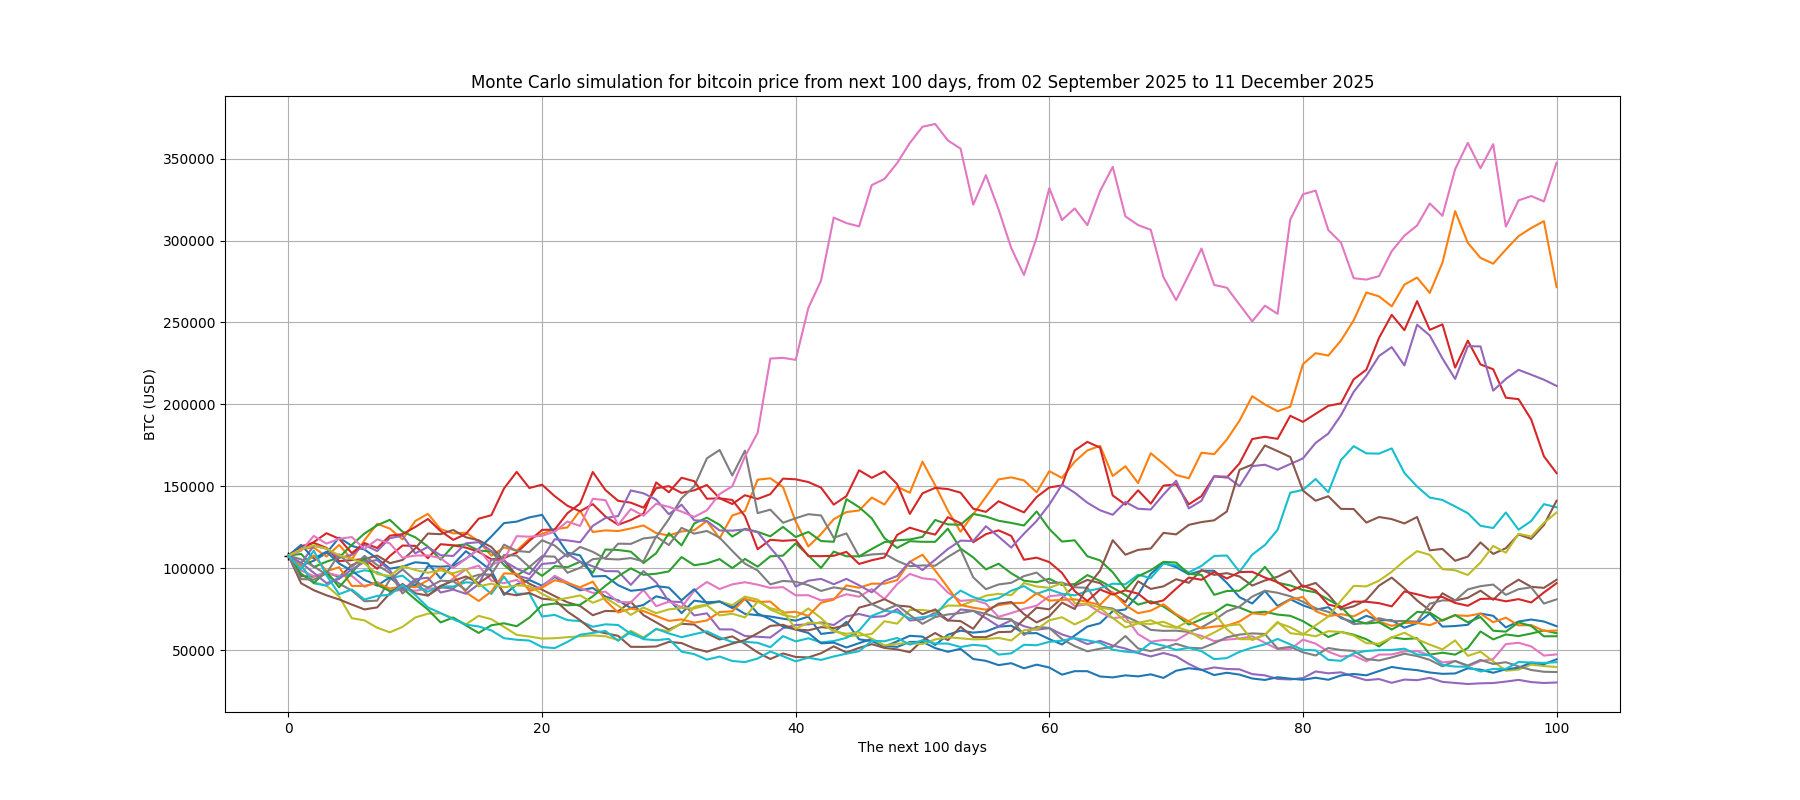 Monte Carlo simulation for bitcoin price from next 100 days, from 02 September 2025 to 11 December 2025
350000
300000
250000
200000
150000
100000
50000
BTC (USD)
0 20 40 60 80 100
The next 100 days